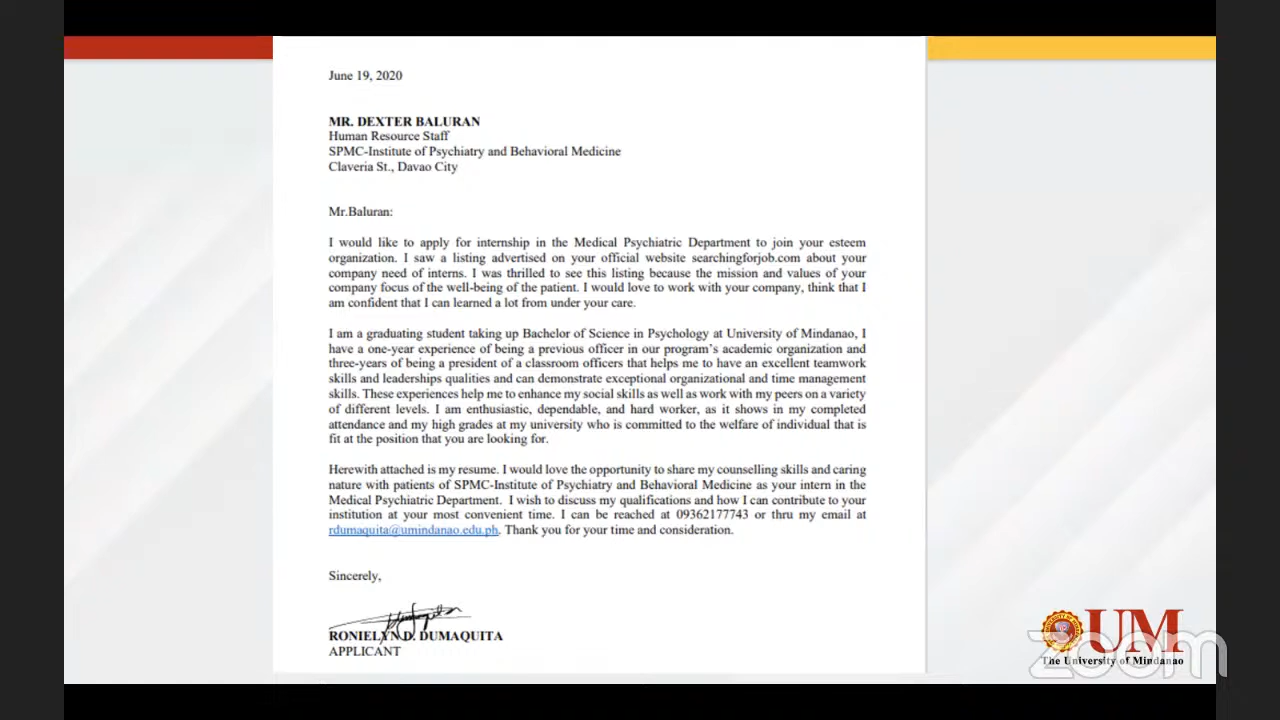 June 19, 2020
MR. DEXTER BALURAN
Human Resource Staff
SPMC-Institute of Psychiatry and Behavioral Medicine
Claveria St., Davao City
Mr.Baluran:
I would like to apply for internship in the Medical Psychiatric Department to join your esteem
organization. I saw a listing advertised on your official website searchingforjob.com about your
company need of interns. I was thrilled to see this listing because the mission and values of your
company focus of the well-being of the patient. I would love to work with your company, think that I
am confident that I can learned a lot from under your care.
I am a graduating student taking up Bachelor of Science in Psychology at University of Mindanao, I
have a one-year experience of being a previous officer in our program's academic organization and
three-years of being a president of a classroom officers that helps me to have an excellent teamwork
skills and leaderships qualities and can demonstrate exceptional organizational and time management
skills. These experiences help me to enhance my social skills as well as work with my peers on a variety
of different levels. I am enthusiastic, dependable, and hard worker, as it shows in my completed
attendance and my high grades at my university who is committed to the welfare of individual that is
fit at the position that you are looking for.
Herewith attached is my resume. I would love the opportunity to share my counselling skills and caring
nature with patients of SPMC-Institute of Psychiatry and Behavioral Medicine as your intern in the
Medical Psychiatric Department. I wish to discuss my qualifications and how I can contribute to your
institution at your most convenient time. I can be reached at 09362177743 or thru my email at
rdumaquita@umindanao.edu.ph. Thank you for your time and consideration.
Sincerely,
RONIELYN D. DUMAQUITA
APPLICANT
UM
The University of Mindanao
zoom